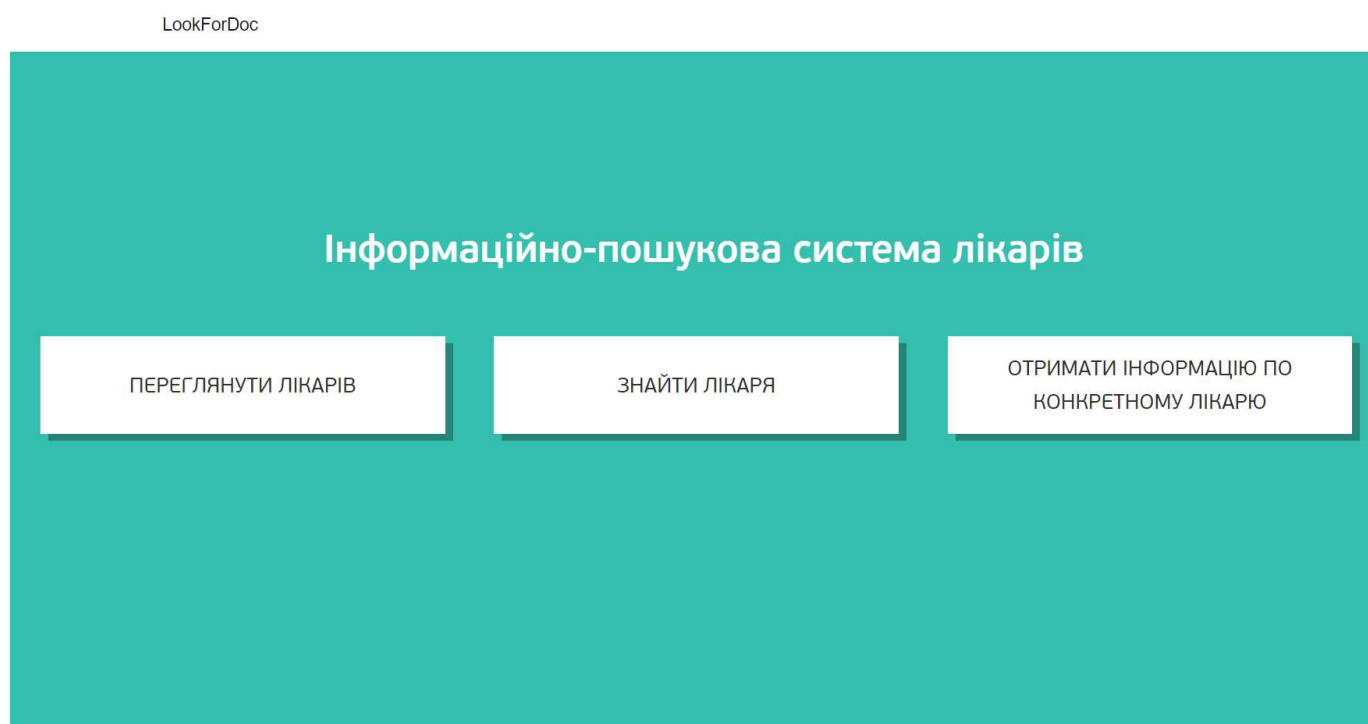 LookForDoc
Інформаційно-пошукова система лікарів
ПЕРЕГЛЯНУТИ ЛІКАРІВ
ЗНАЙТИ ЛІКАРЯ
ОТРИМАТИ ІНФОРМАЦІЮ ПО
КОНКРЕТНОМУ ЛІКАРЮ